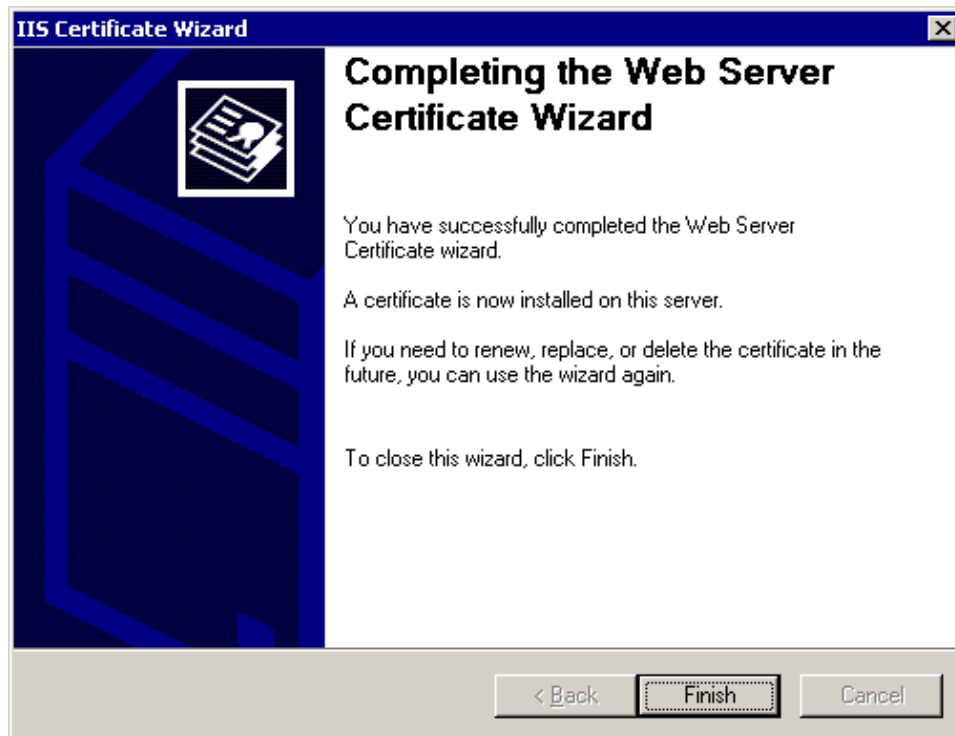 IIS Certificate Wizard
Completing the Web Server
Certificate Wizard
You have successfully completed the Web Server
Certificate wizard.
A certificate is now installed on this server.
If you need to renew, replace, or delete the certificate in the
future, you can use the wizard again.
To close this wizard, click Finish.
< Back
Finish
Cancel